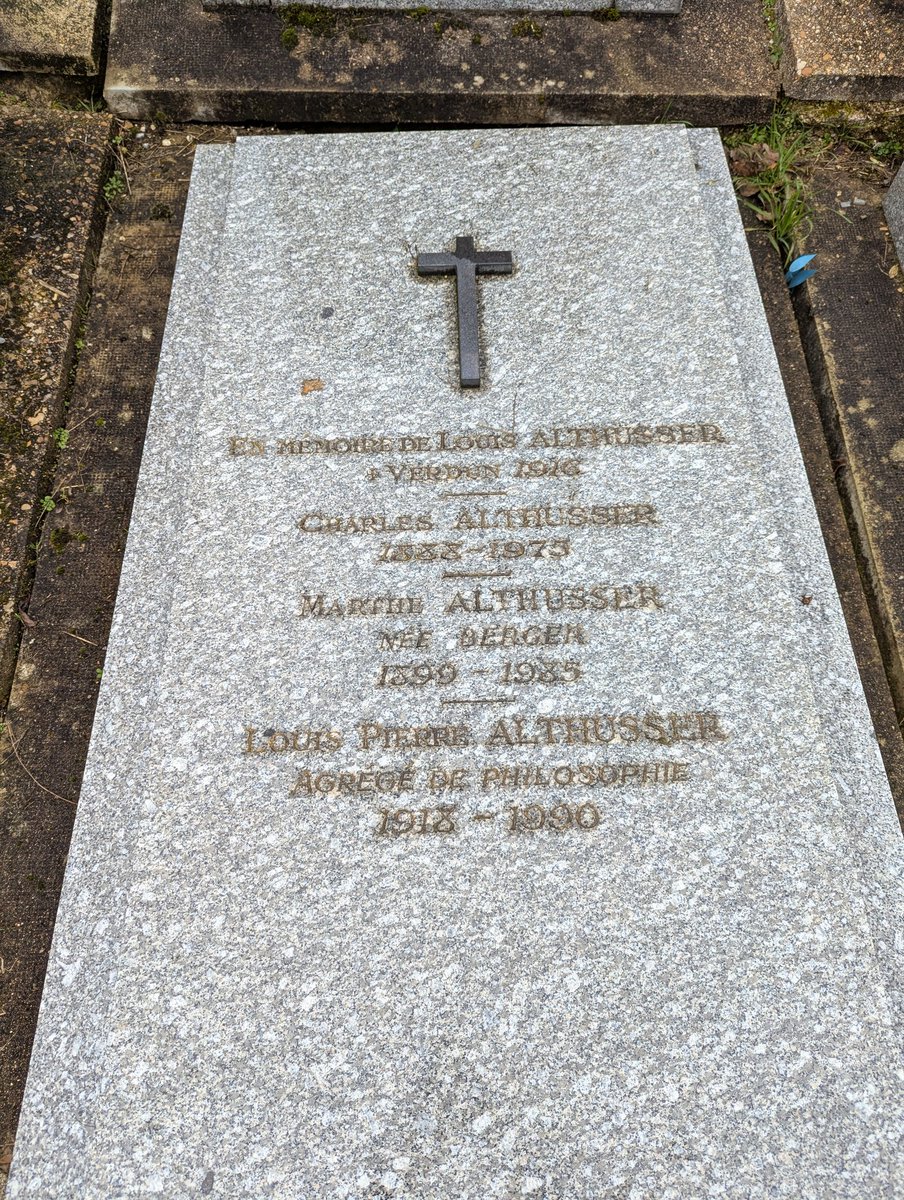 EN MEMOIRE DE LOUIS ALTHUSSER
✝ VERDUN 1916
CHARLES ALTHUSSER
1888 - 1975
MARTHE ALTHUSSER
NÉE BERGER
1899 - 1985
LOUIS PIERRE ALTHUSSER
AGRÉGÉ DE PHILOSOPHIE
1918 - 1990